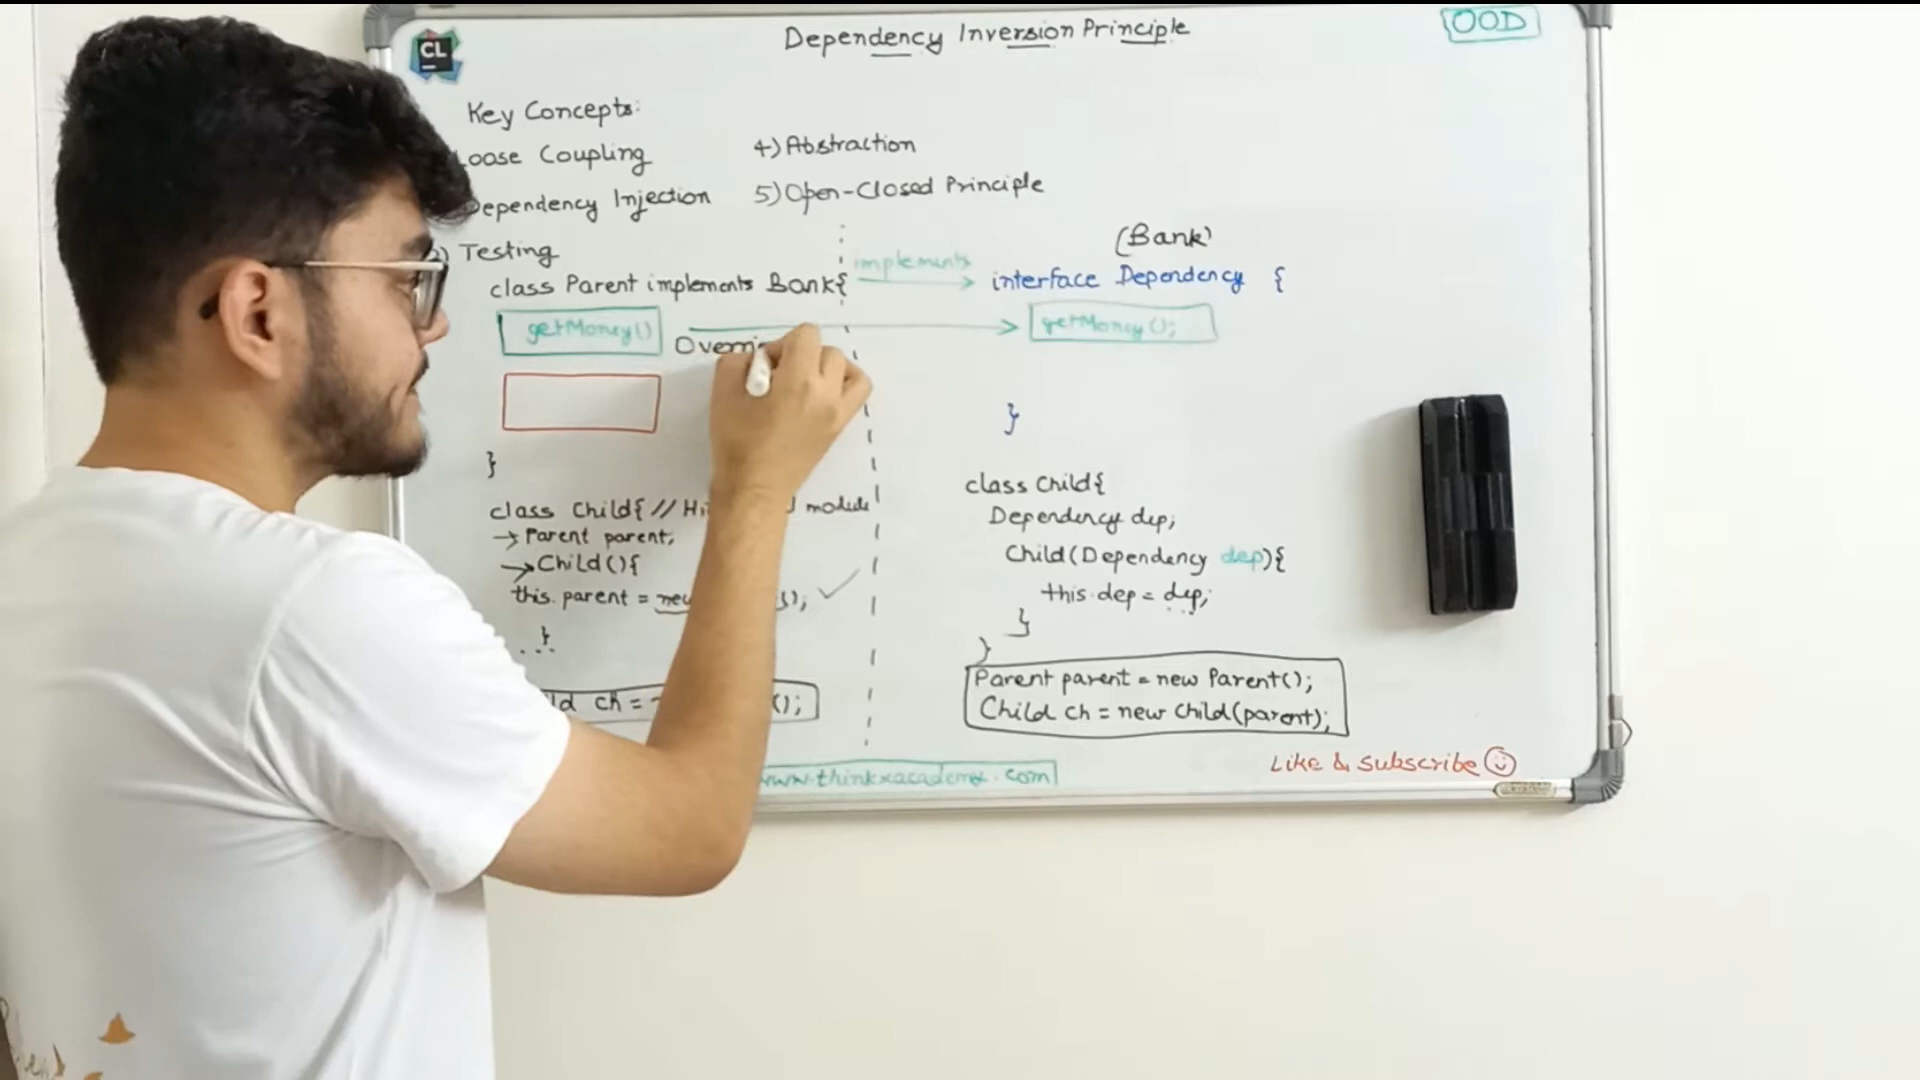 CL
Dependency Inversion Principle
OOD
Key Concepts:
Loose Coupling
4) Abstraction
Dependency Injection
5) Open-Closed Principle
Testing
class Parent implements Bank{
implements
(Bank)
interface Dependency {
getMoney()
getMoney();
}
}
class Child{ // module
→ Parent parent;
→ Child(){
this.parent = new );
}
...
ch = ();
class Child{
Dependency dep;
Child(Dependency dep){
this.dep = dep;
}
}
Parent parent = new Parent();
Child ch = new Child(parent);
www.thinkxacademy.com
Like & Subscribe